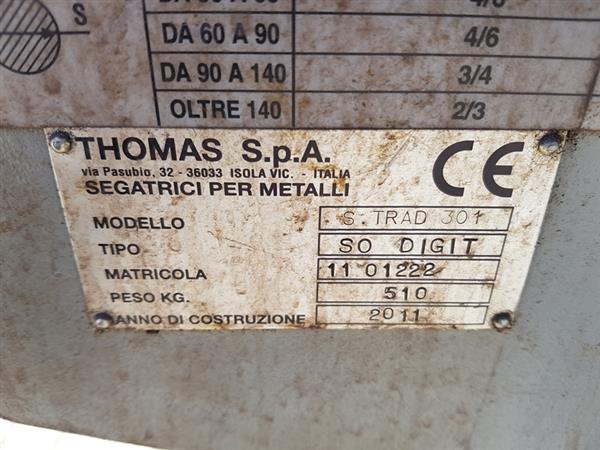 S
DA 60 A 90 4/6
DA 90 A 140 3/4
OLTRE 140 2/3
THOMAS S.p.A.
via Pasubio, 32 - 36033 ISOLA VIC. - ITALIA
SEGATRICI PER METALLI
CE
MODELLO S.TRAD 301
TIPO SO DIGIT
MATRICOLA 11 01222
PESO KG. 510
ANNO DI COSTRUZIONE 2011